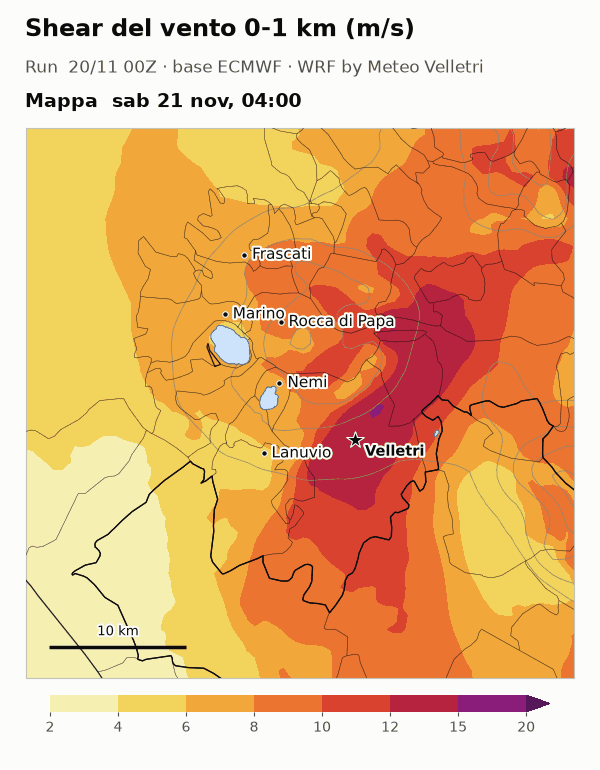 Shear del vento 0-1 km (m/s)
Run  20/11 00Z · base ECMWF · WRF by Meteo Velletri
Mappa  sab 21 nov, 04:00
Frascati
Marino
Rocca di Papa
Nemi
Velletri
Lanuvio
10 km
2 4 6 8 10 12 15 20